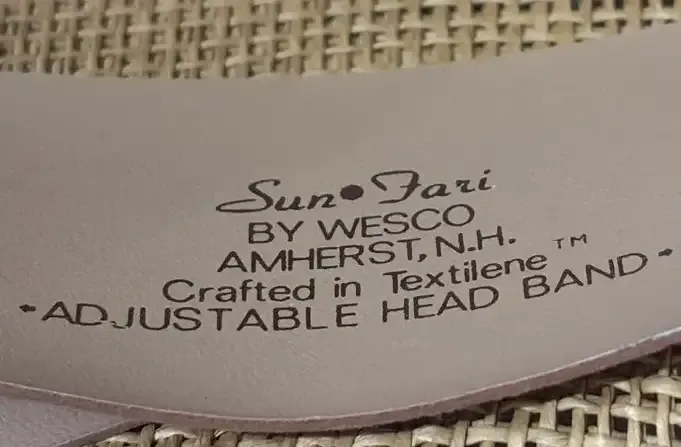 Sun•Fari
BY WESCO
AMHERST, N.H.
Crafted in Textilene™
•ADJUSTABLE HEAD BAND•